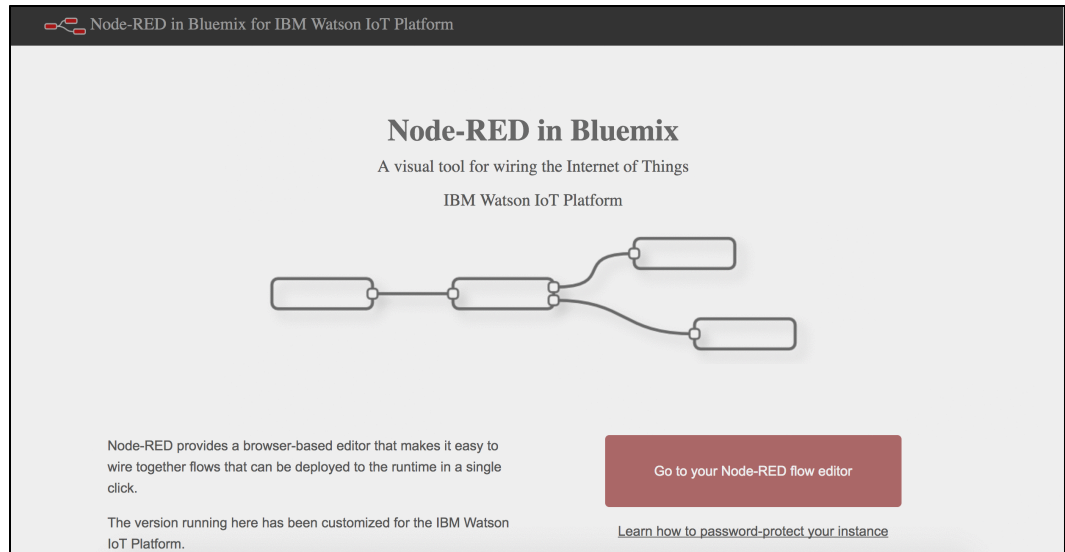 Node-RED in Bluemix for IBM Watson IoT Platform
Node-RED in Bluemix
A visual tool for wiring the Internet of Things
IBM Watson IoT Platform
Node-RED provides a browser-based editor that makes it easy to
wire together flows that can be deployed to the runtime in a single
click.
The version running here has been customized for the IBM Watson
IoT Platform.
Go to your Node-RED flow editor
Learn how to password-protect your instance